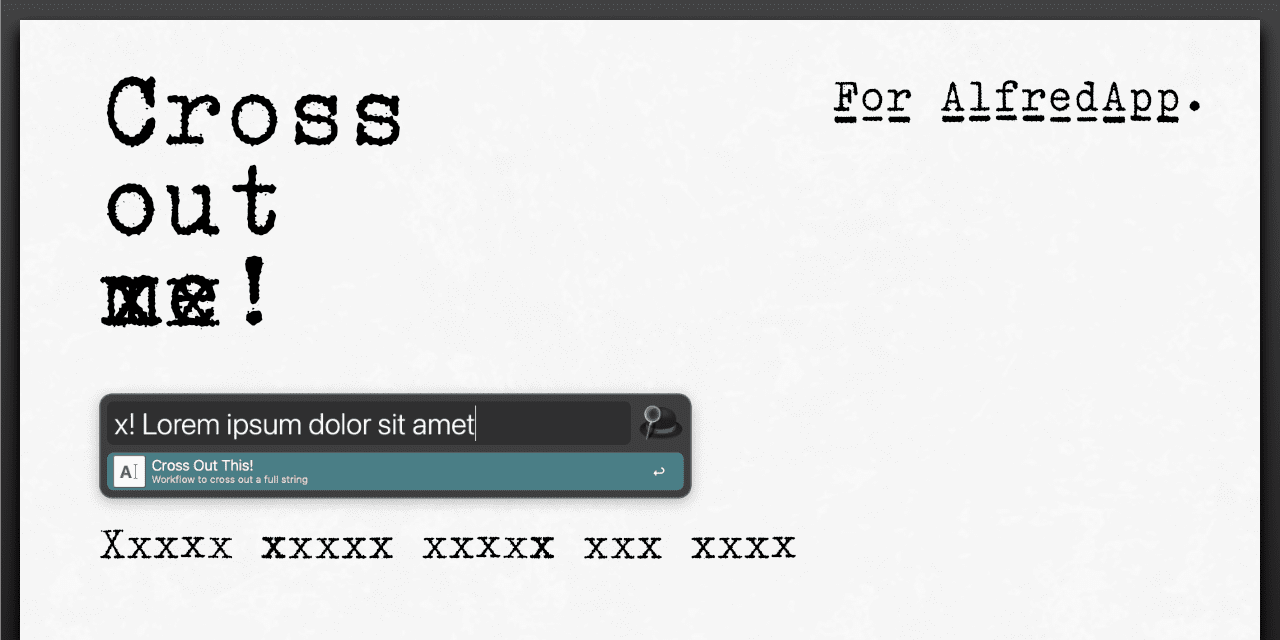 Cross
out
me!
For AlfredApp.
x! Lorem ipsum dolor sit amet
A
Cross Out This!
Workflow to cross out a full string
Xxxxx xxxxx xxxxx xxx xxxx